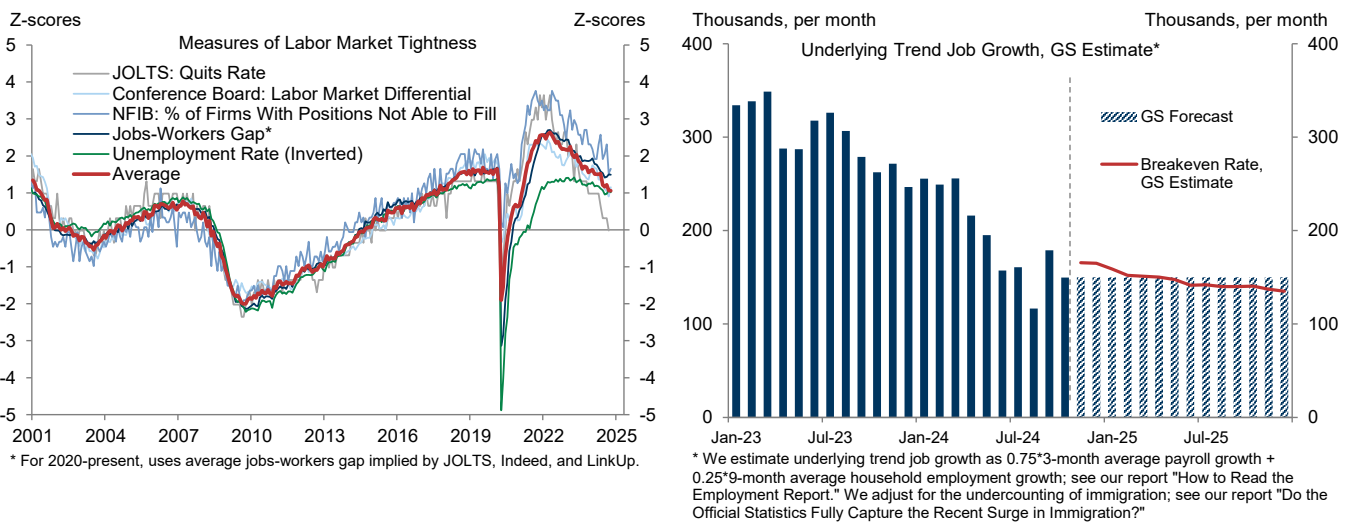 Z-scores
Z-scores
Measures of Labor Market Tightness
5
4
3
2
1
0
-1
-2
-3
-4
-5
JOLTS: Quits Rate
Conference Board: Labor Market Differential
NFIB: % of Firms With Positions Not Able to Fill
Jobs-Workers Gap*
Unemployment Rate (Inverted)
Average
5
4
3
2
1
0
-1
-2
-3
-4
-5
2001 2004 2007 2010 2013 2016 2019 2022 2025
* For 2020-present, uses average jobs-workers gap implied by JOLTS, Indeed, and LinkUp.
Thousands, per month
Thousands, per month
Underlying Trend Job Growth, GS Estimate*
400
300
200
100
0
GS Forecast
Breakeven Rate,
GS Estimate
400
300
200
100
0
Jan-23 Jul-23 Jan-24 Jul-24 Jan-25 Jul-25
* We estimate underlying trend job growth as 0.75*3-month average payroll growth +
0.25*9-month average household employment growth; see our report "How to Read the
Employment Report." We adjust for the undercounting of immigration; see our report "Do the
Official Statistics Fully Capture the Recent Surge in Immigration?"